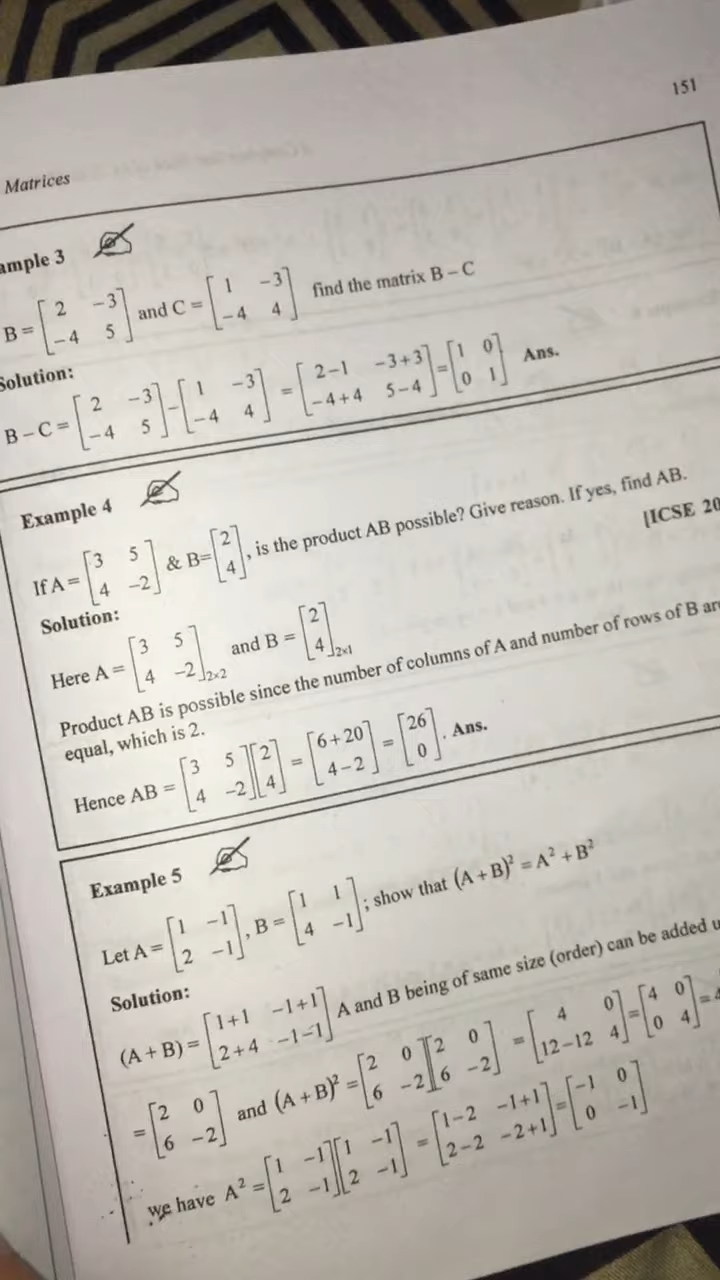 151
Matrices
ample 3
B = [2 -3; -4 5] and C = [1 -3; -4 4] find the matrix B - C
Solution:
B - C = [2 -3; -4 5] - [1 -3; -4 4] = [2-1 -3+3; -4+4 5-4] = [1 0; 0 1] Ans.
Example 4
If A = [3 5; 4 -2] & B= [2; 4], is the product AB possible? Give reason. If yes, find AB.
[ICSE 20
Solution:
Here A = [3 5; 4 -2]2×2 and B = [2; 4]2×1
Product AB is possible since the number of columns of A and number of rows of B are
equal, which is 2.
Hence AB = [3 5; 4 -2][2; 4] = [6+20; 4-2] = [26; 0]. Ans.
Example 5
Let A = [1 -1; 2 -1], B = [1 1; 4 -1]; show that (A + B)² = A² + B²
Solution:
(A + B) = [1+1 -1+1; 2+4 -1-1] A and B being of same size (order) can be added
= [2 0; 6 -2] and (A + B)² = [2 0; 6 -2][2 0; 6 -2] = [4 0; 12-12 4] = [4 0; 0 4] =
we have A² = [1 -1; 2 -1][1 -1; 2 -1] = [1-2 -1+1; 2-2 -2+1] = [-1 0; 0 -1]